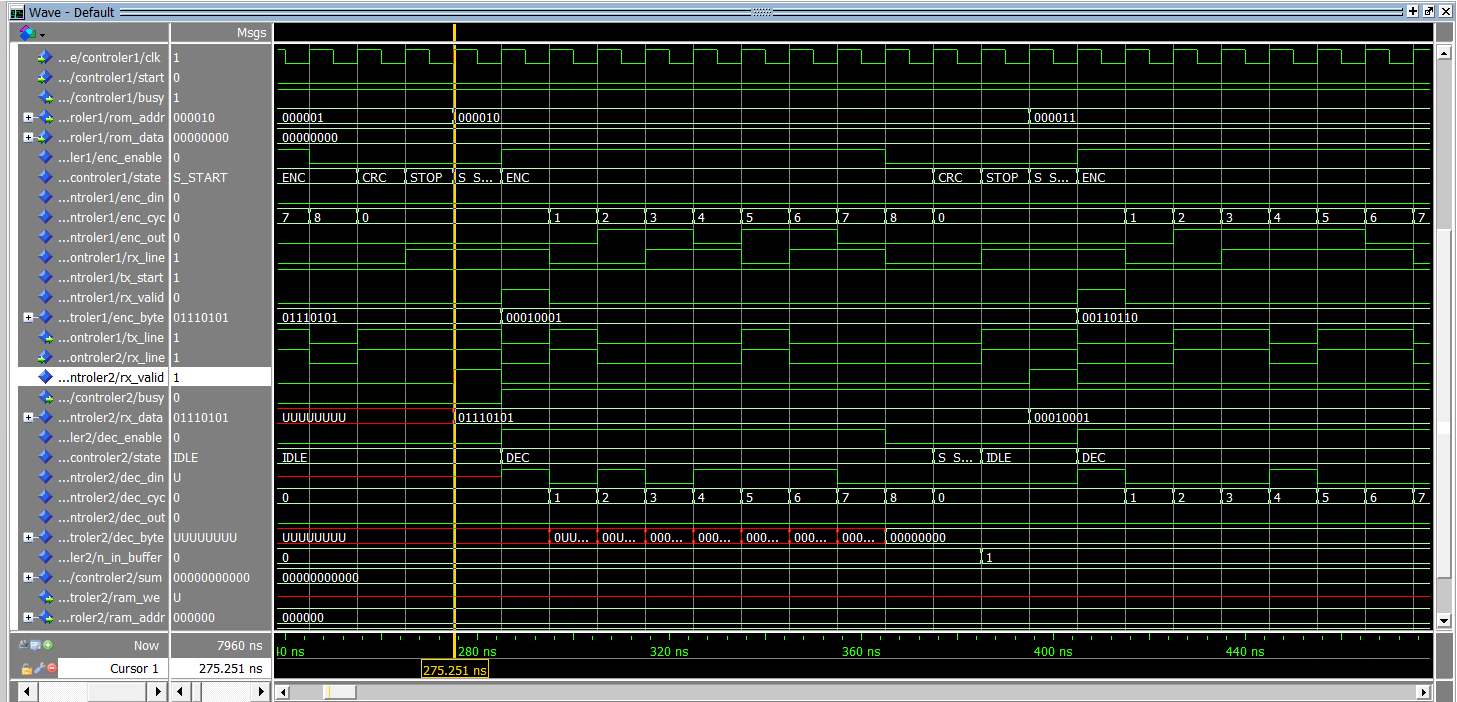 Wave - Default
Msgs
...e/controler1/clk 1
.../controler1/start 0
.../controler1/busy 1
...roler1/rom_addr 000010 000001 000010 000011
...roler1/rom_data 00000000 00000000
...ler1/enc_enable 0
...controler1/state S_START ENC CRC STOP S_S... ENC CRC STOP S_S... ENC
...ntroler1/enc_din 0
...ntroler1/enc_cyc 0 7 8 0 1 2 3 4 5 6 7 8 0 1 2 3 4 5 6 7
...ntroler1/enc_out 0
...ontroler1/rx_line 1
...ntroler1/tx_start 1
...ntroler1/rx_valid 0
...troler1/enc_byte 01110101 01110101 00010001 00110110
...ontroler1/tx_line 1
...ontroler2/rx_line 1
...ntroler2/rx_valid 1
.../controler2/busy 0
...ntroler2/rx_data 01110101 UUUUUUUU 01110101 00010001
...ler2/dec_enable 0
...controler2/state IDLE IDLE DEC S_S... IDLE DEC
...ntroler2/dec_din U
...ntroler2/dec_cyc 0 0 1 2 3 4 5 6 7 8 0 1 2 3 4 5 6 7
...ntroler2/dec_out 0
...troler2/dec_byte UUUUUUUU UUUUUUUU 0UU... 00U... 000... 000... 000... 000... 000... 00000000
...ler2/n_in_buffer 0 0 1
.../controler2/sum 00000000000 00000000000
...troler2/ram_we U
...roler2/ram_addr 000000 000000
Now 7960 ns 40 ns 280 ns 320 ns 360 ns 400 ns 440 ns
Cursor 1 275.251 ns 275.251 ns